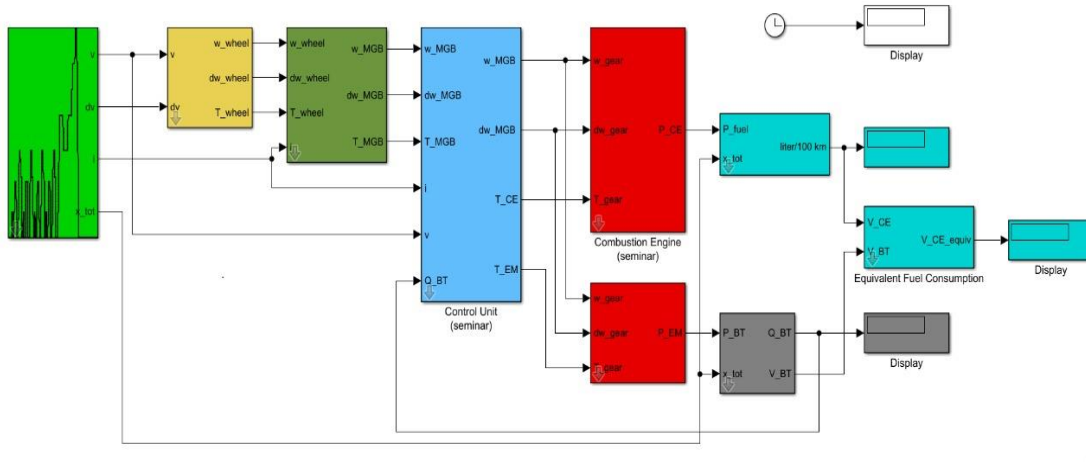 v
dv
i
x_tot
v
dv
w_wheel
dw_wheel
T_wheel
w_wheel
dw_wheel
T_wheel
i
w_MGB
dw_MGB
T_MGB
w_MGB
dw_MGB
T_MGB
i
v
Q_BT
w_MGB
dw_MGB
T_CE
T_EM
Control Unit
(seminar)
w_gear
dw_gear
T_gear
P_CE
Combustion Engine
(seminar)
w_gear
dw_gear
T_gear
P_EM
P_fuel
x_tot
liter/100 km
P_BT
x_tot
Q_BT
V_BT
Display
V_CE
V_BT
V_CE_equiv
Equivalent Fuel Consumption
Display
Display